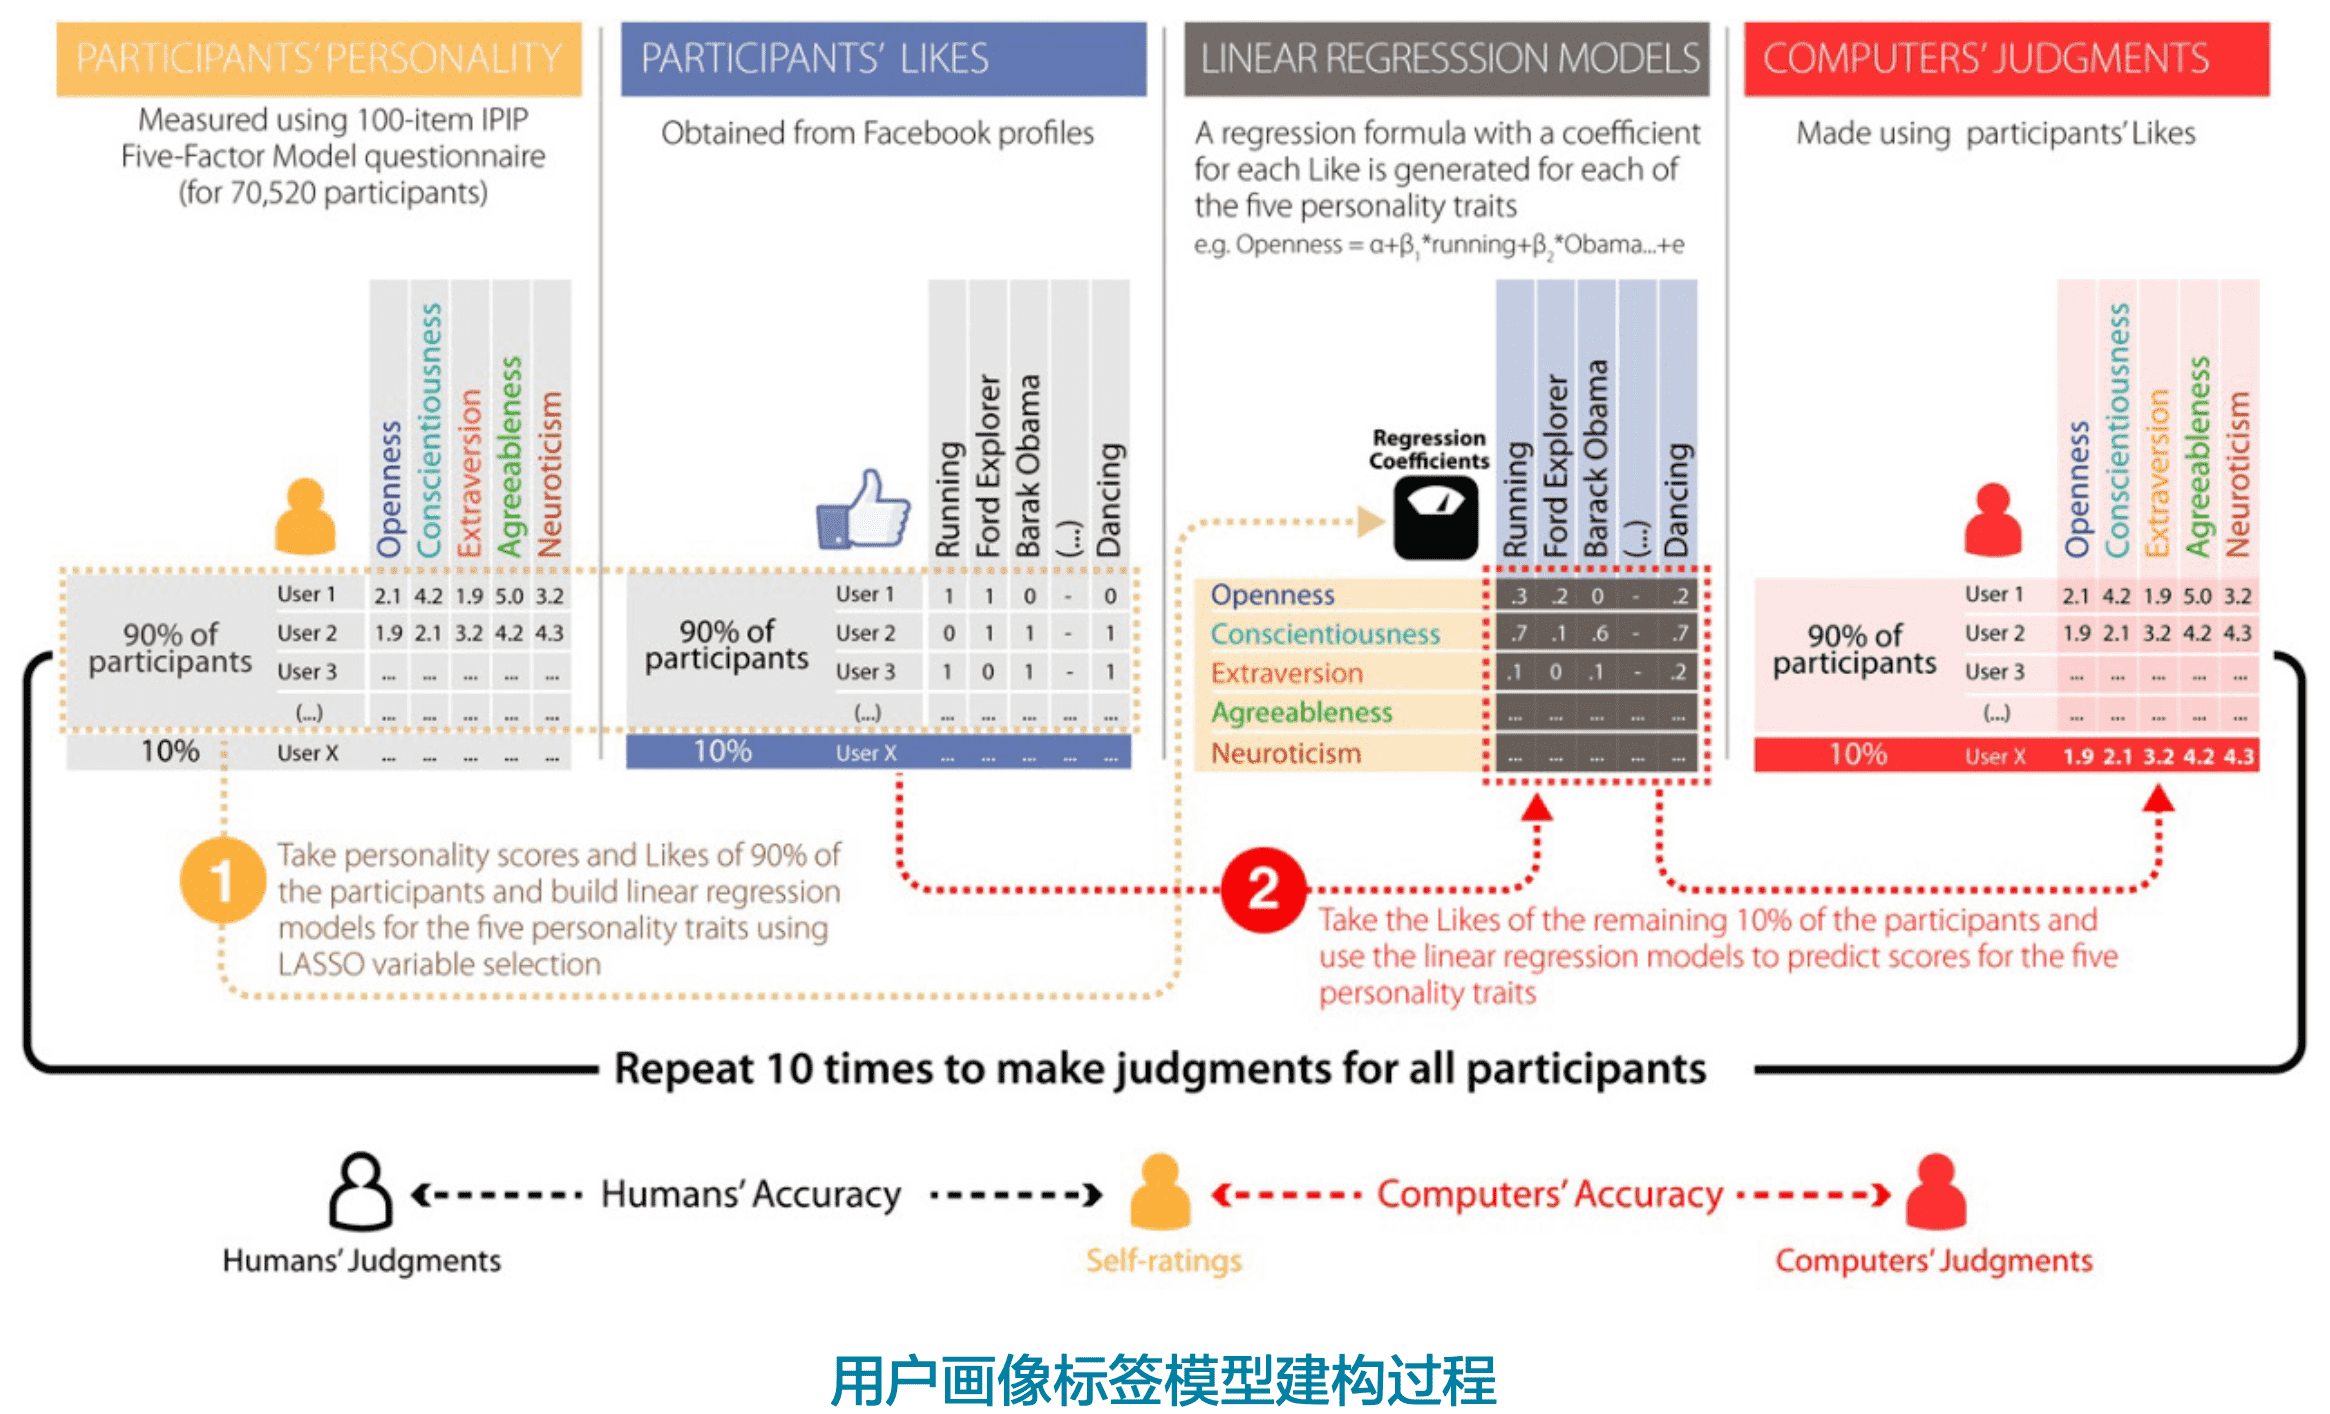 PARTICIPANTS' PERSONALITY
Measured using 100-item IPIP
Five-Factor Model questionnaire
(for 70,520 participants)
Openness
Conscientiousness
Extraversion
Agreeableness
Neuroticism
90% of
participants
User 1 2.1 4.2 1.9 5.0 3.2
User 2 1.9 2.1 3.2 4.2 4.3
User 3 ... ... ... ... ...
(...) ... ... ... ... ...
10% User X ... ... ... ... ...
PARTICIPANTS' LIKES
Obtained from Facebook profiles
Running
Ford Explorer
Barak Obama
(...)
Dancing
90% of
participants
User 1 1 1 0 - 0
User 2 0 1 1 - 1
User 3 1 0 1 - 1
(...) ... ... ... ... ...
10% User X ... ... ... ... ...
LINEAR REGRESSSION MODELS
A regression formula with a coefficient
for each Like is generated for each of
the five personality traits
e.g. Openness = α+β₁*running+β₂*Obama...+e
Regression
Coefficients
Running
Ford Explorer
Barack Obama
(...)
Dancing
Openness .3 .2 0 - .2
Conscientiousness .7 .1 .6 - .7
Extraversion .1 0 .1 - .2
Agreeableness ... ... ... ... ...
Neuroticism ... ... ... ... ...
COMPUTERS' JUDGMENTS
Made using participants' Likes
Openness
Conscientiousness
Extraversion
Agreeableness
Neuroticism
90% of
participants
User 1 2.1 4.2 1.9 5.0 3.2
User 2 1.9 2.1 3.2 4.2 4.3
User 3 ... ... ... ... ...
(...) ... ... ... ... ...
10% User X 1.9 2.1 3.2 4.2 4.3
1
Take personality scores and Likes of 90% of
the participants and build linear regression
models for the five personality traits using
LASSO variable selection
2
Take the Likes of the remaining 10% of the participants and
use the linear regression models to predict scores for the five
personality traits
Repeat 10 times to make judgments for all participants
Humans' Accuracy
Computers' Accuracy
Humans' Judgments
Self-ratings
Computers' Judgments
用户画像标签模型建构过程